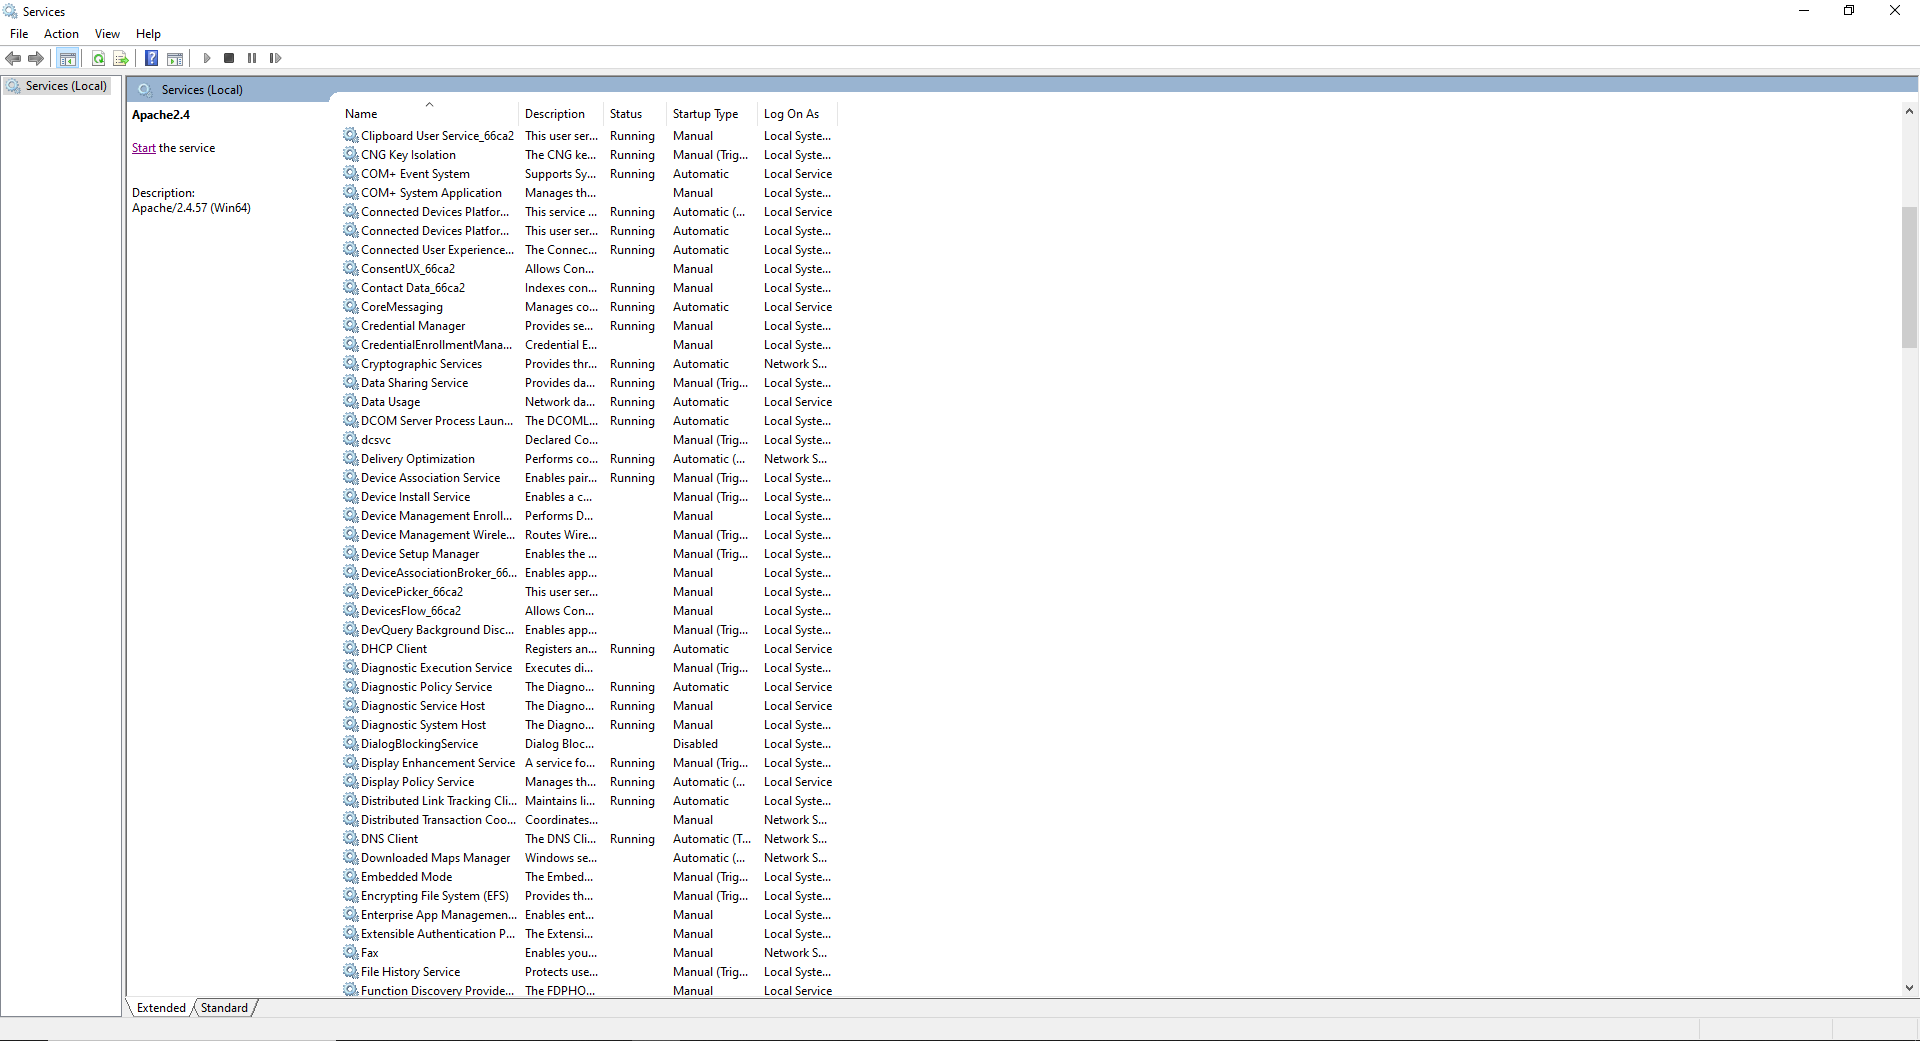 Services
File Action View Help
Services (Local)
Services (Local)
Apache2.4
Start the service
Description:
Apache/2.4.57 (Win64)
Name Description Status Startup Type Log On As
Clipboard User Service_66ca2 This user ser... Running Manual Local Syste...
CNG Key Isolation The CNG ke... Running Manual (Trig... Local Syste...
COM+ Event System Supports Sy... Running Automatic Local Service
COM+ System Application Manages th... Manual Local Syste...
Connected Devices Platfor... This service ... Running Automatic (... Local Service
Connected Devices Platfor... This user ser... Running Automatic Local Syste...
Connected User Experience... The Connec... Running Automatic Local Syste...
ConsentUX_66ca2 Allows Con... Manual Local Syste...
Contact Data_66ca2 Indexes con... Running Manual Local Syste...
CoreMessaging Manages co... Running Automatic Local Service
Credential Manager Provides se... Running Manual Local Syste...
CredentialEnrollmentMana... Credential E... Manual Local Syste...
Cryptographic Services Provides thr... Running Automatic Network S...
Data Sharing Service Provides da... Running Manual (Trig... Local Syste...
Data Usage Network da... Running Automatic Local Service
DCOM Server Process Laun... The DCOML... Running Automatic Local Syste...
dcsvc Declared Co... Manual (Trig... Local Syste...
Delivery Optimization Performs co... Running Automatic (... Network S...
Device Association Service Enables pair... Running Manual (Trig... Local Syste...
Device Install Service Enables a c... Manual (Trig... Local Syste...
Device Management Enroll... Performs D... Manual Local Syste...
Device Management Wirele... Routes Wire... Manual (Trig... Local Syste...
Device Setup Manager Enables the ... Manual (Trig... Local Syste...
DeviceAssociationBroker_66... Enables app... Manual Local Syste...
DevicePicker_66ca2 This user ser... Manual Local Syste...
DevicesFlow_66ca2 Allows Con... Manual Local Syste...
DevQuery Background Disc... Enables app... Manual (Trig... Local Syste...
DHCP Client Registers an... Running Automatic Local Service
Diagnostic Execution Service Executes di... Manual (Trig... Local Syste...
Diagnostic Policy Service The Diagno... Running Automatic Local Service
Diagnostic Service Host The Diagno... Running Manual Local Service
Diagnostic System Host The Diagno... Running Manual Local Syste...
DialogBlockingService Dialog Bloc... Disabled Local Syste...
Display Enhancement Service A service fo... Running Manual (Trig... Local Syste...
Display Policy Service Manages th... Running Automatic (... Local Service
Distributed Link Tracking Cli... Maintains li... Running Automatic Local Syste...
Distributed Transaction Coo... Coordinates... Manual Network S...
DNS Client The DNS Cli... Running Automatic (T... Network S...
Downloaded Maps Manager Windows se... Automatic (... Network S...
Embedded Mode The Embed... Manual (Trig... Local Syste...
Encrypting File System (EFS) Provides th... Manual (Trig... Local Syste...
Enterprise App Managemen... Enables ent... Manual Local Syste...
Extensible Authentication P... The Extensi... Manual Local Syste...
Fax Enables you... Manual Network S...
File History Service Protects use... Manual (Trig... Local Syste...
Function Discovery Provide... The FDPHO... Manual Local Service
Extended Standard